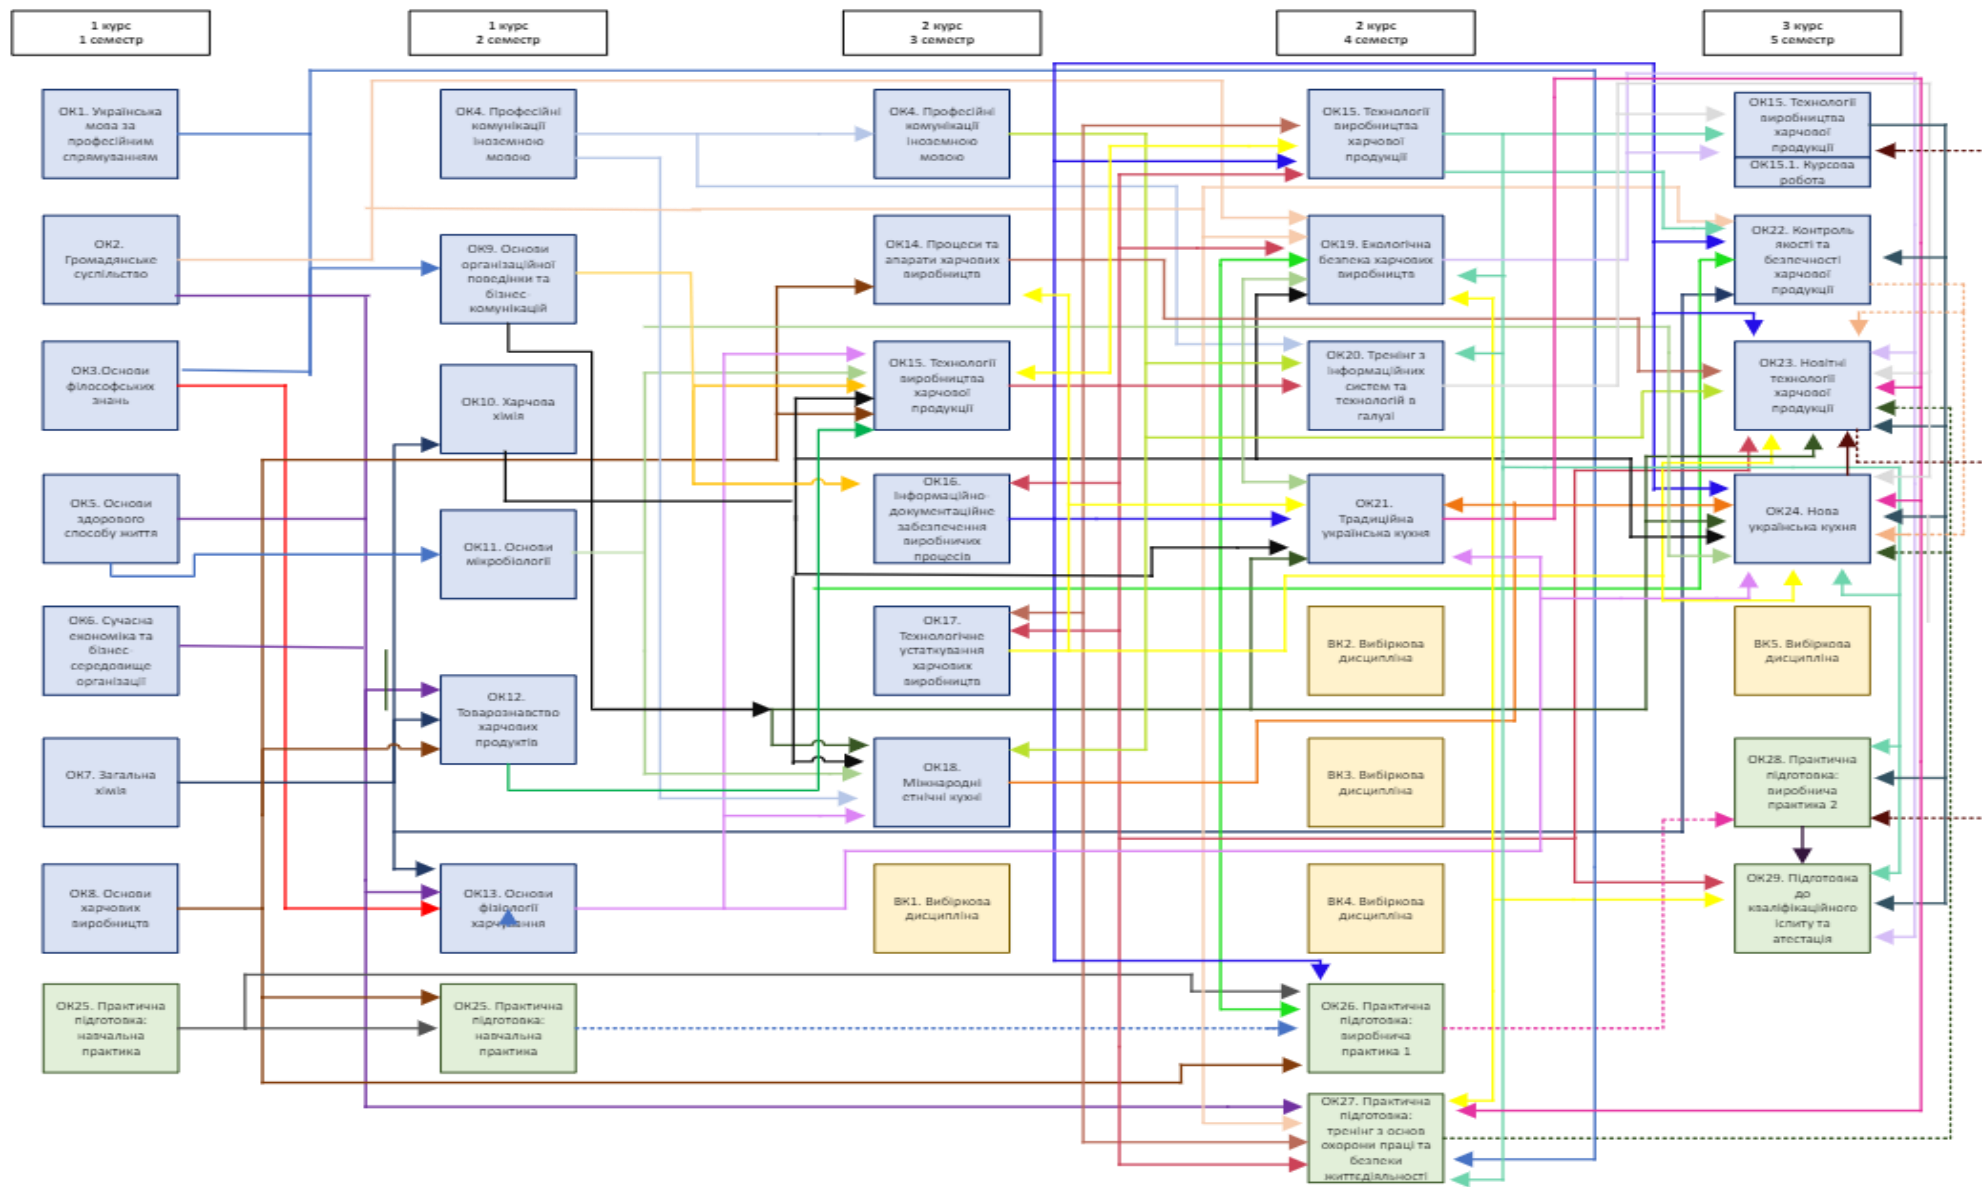 1 курс
1 семестр
1 курс
2 семестр
2 курс
3 семестр
2 курс
4 семестр
3 курс
5 семестр
ОК1. Українська
мова за
професійним
спрямуванням
ОК2.
Громадянське
суспільство
ОК3.Основи
філософських
знань
ОК5. Основи
здорового
способу життя
ОК6. Сучасна
економіка та
бізнес-
середовище
організації
ОК7. Загальна
хімія
ОК8. Основи
харчових
виробництв
ОК25. Практична
підготовка:
навчальна
практика
ОК4. Професійні
комунікації
іноземною
мовою
ОК9. Основи
організаційної
поведінки та
бізнес-
комунікацій
ОК10. Харчова
хімія
ОК11. Основи
мікробіології
ОК12.
Товарознавство
харчових
продуктів
ОК13. Основи
фізіології
харчування
ОК25. Практична
підготовка:
навчальна
практика
ОК4. Професійні
комунікації
іноземною
мовою
ОК14. Процеси та
апарати харчових
виробництв
ОК15. Технології
виробництва
харчової
продукції
ОК16.
Інформаційно-
документаційне
забезпечення
виробничих
процесів
ОК17.
Технологічне
устаткування
харчових
виробництв
ОК18.
Міжнародні
етнічні кухні
ВК1. Вибіркова
дисципліна
ОК15. Технології
виробництва
харчової
продукції
ОК19. Екологічна
безпека харчових
виробництв
ОК20. Тренінг з
інформаційних
систем та
технологій в
галузі
ОК21.
Традиційна
українська кухня
ВК2. Вибіркова
дисципліна
ВК3. Вибіркова
дисципліна
ВК4. Вибіркова
дисципліна
ОК26. Практична
підготовка:
виробнича
практика 1
ОК27. Практична
підготовка:
тренінг з основ
охорони праці та
безпеки
життєдіяльності
ОК15. Технології
виробництва
харчової
продукції
ОК15.1. Курсова
робота
ОК22. Контроль
якості та
безпечності
харчової
продукції
ОК23. Новітні
технології
харчової
продукції
ОК24. Нова
українська кухня
ВК5. Вибіркова
дисципліна
ОК28. Практична
підготовка:
виробнича
практика 2
ОК29. Підготовка
до
кваліфікаційного
іспиту та
атестація